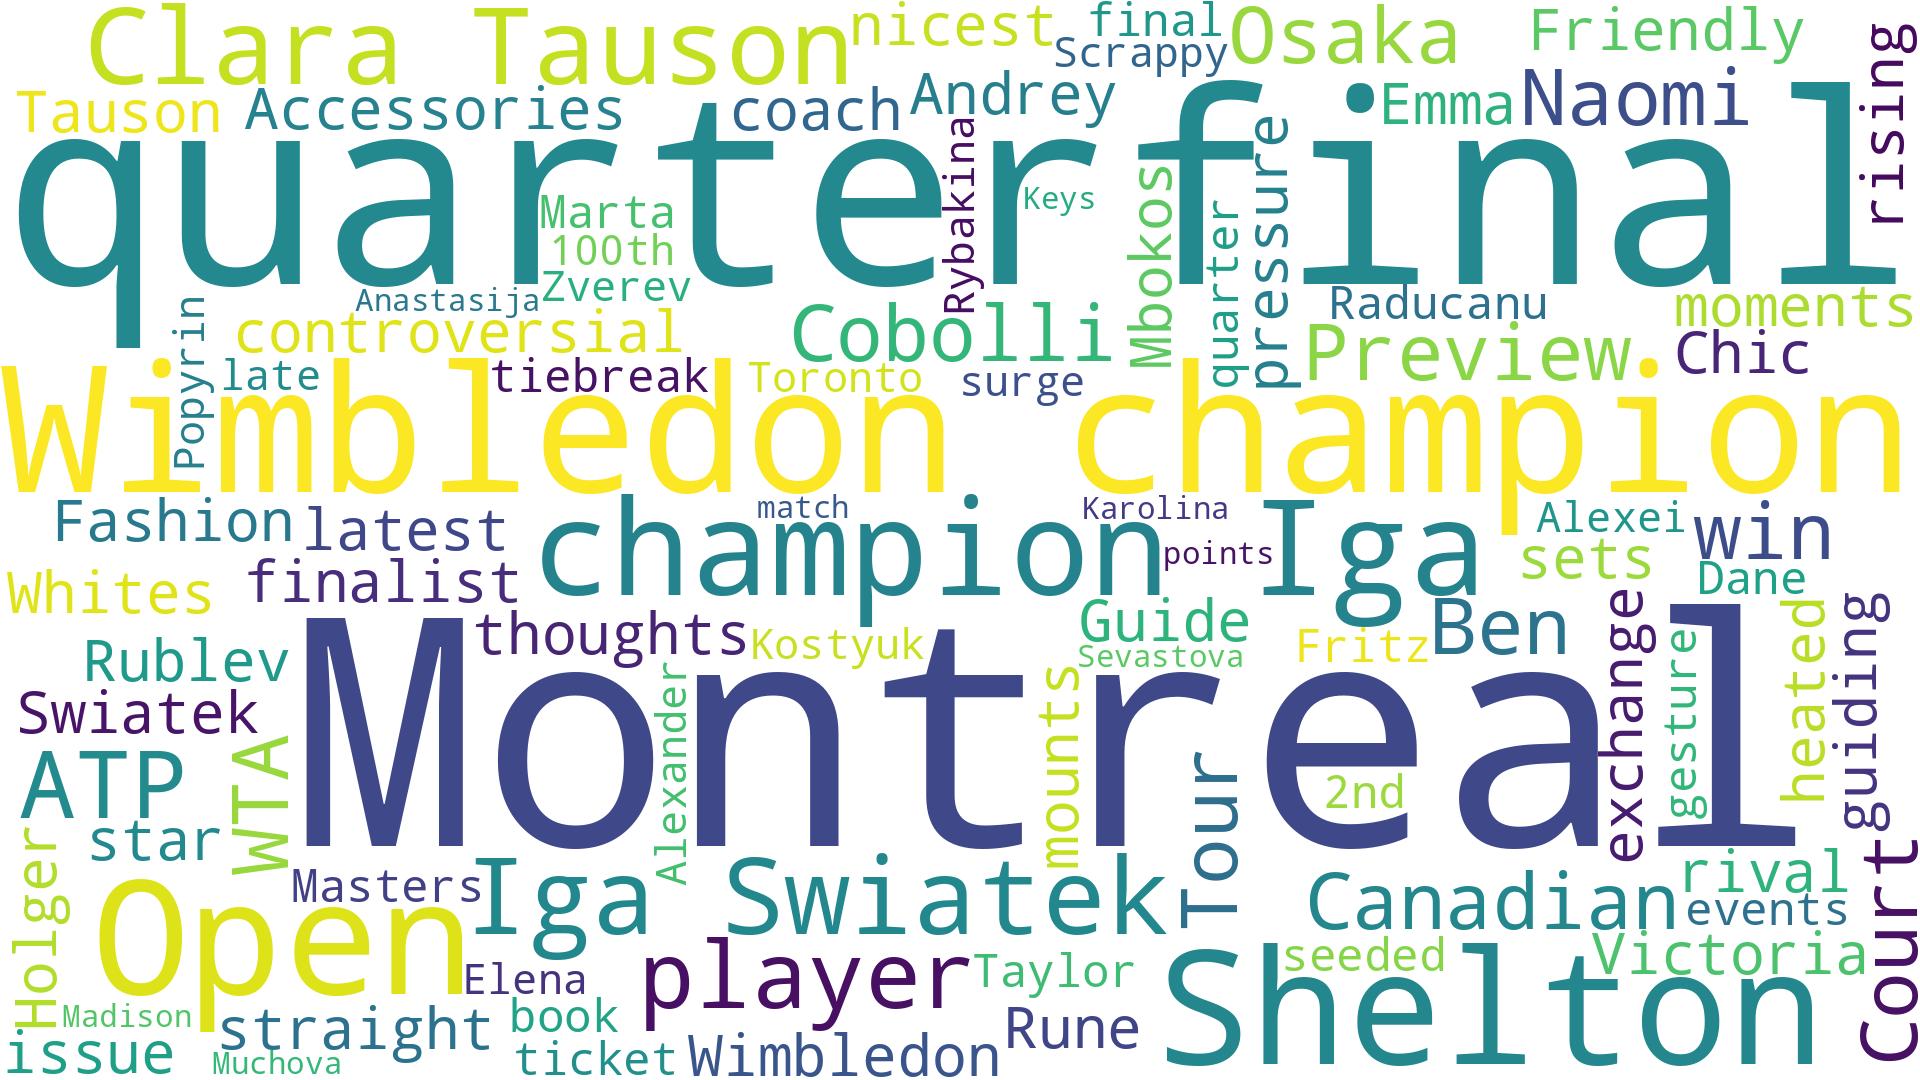 Clara Tauson
nicest
final
Scrappy
Osaka
Friendly
rising
Tauson
Accessories
coach
Andrey
Emma
Naomi
quarterfinal
Marta
100th
Zverev
Rybakina
Keys
Mbokos
quarter
pressure
Anastasija
Raducanu
moments
Popyrin
controversial
Cobolli
Preview
Chic
late
tiebreak
Toronto
surge
Wimbledon champion
Fashion
latest
champion
match
Karolina
points
Iga
Alexei
win
sets
Dane
Whites
finalist
thoughts
Kostyuk
Guide
Sevastova
Fritz
Ben
exchange
gesture
heated
guiding
Rublev
Swiatek
Montreal
Alexander
mounts
Tour
2nd
ATP
WTA
star
Holger
Masters
Iga Swiatek
Canadian
rival
events
court
Open
Elena
player
Taylor
seeded
Victoria
Shelton
Madison
straight
book
Rune
issue
Muchova
ticket
Wimbledon